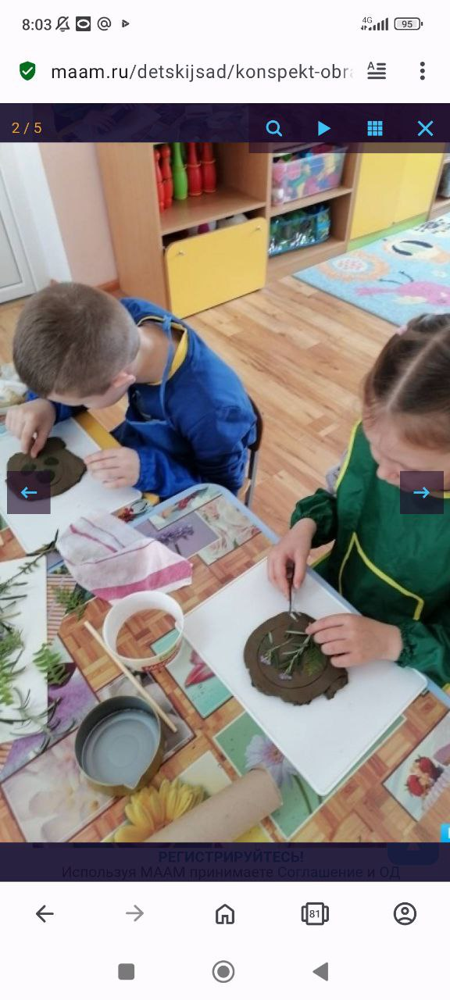 8:03
4G
95
maam.ru/detskijsad/konspekt-obra
2 / 5
РЕГИСТРИРУЙТЕСЬ!
Используя МААМ принимаете Соглашение и ОД
81